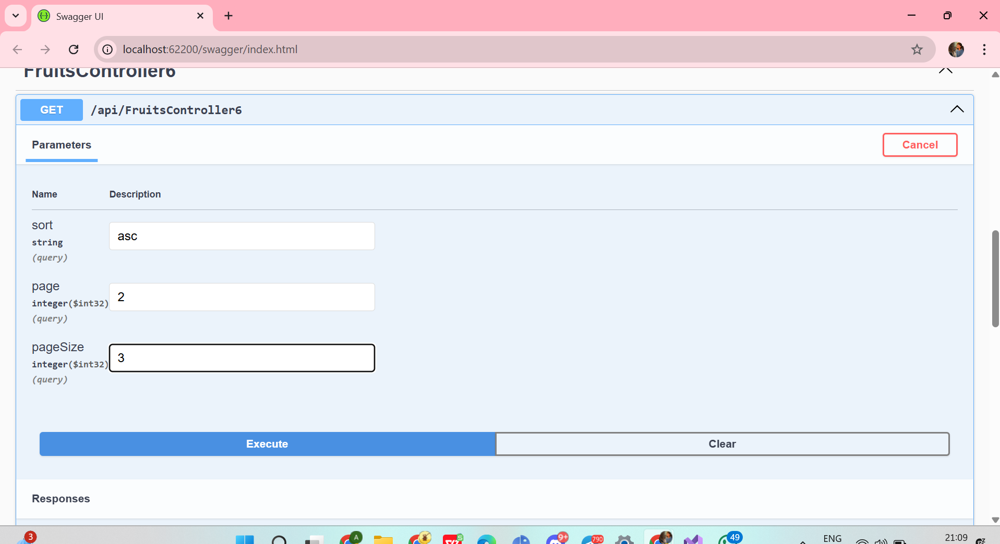 Swagger UI
localhost:62200/swagger/index.html
FruitsController6
GET /api/FruitsController6
Parameters
Cancel
Name Description
sort
string
(query)
asc
page
integer($int32)
(query)
2
pageSize
integer($int32)
(query)
3
Execute
Clear
Responses
3
A
S
9+
790
49
ENG
21:09